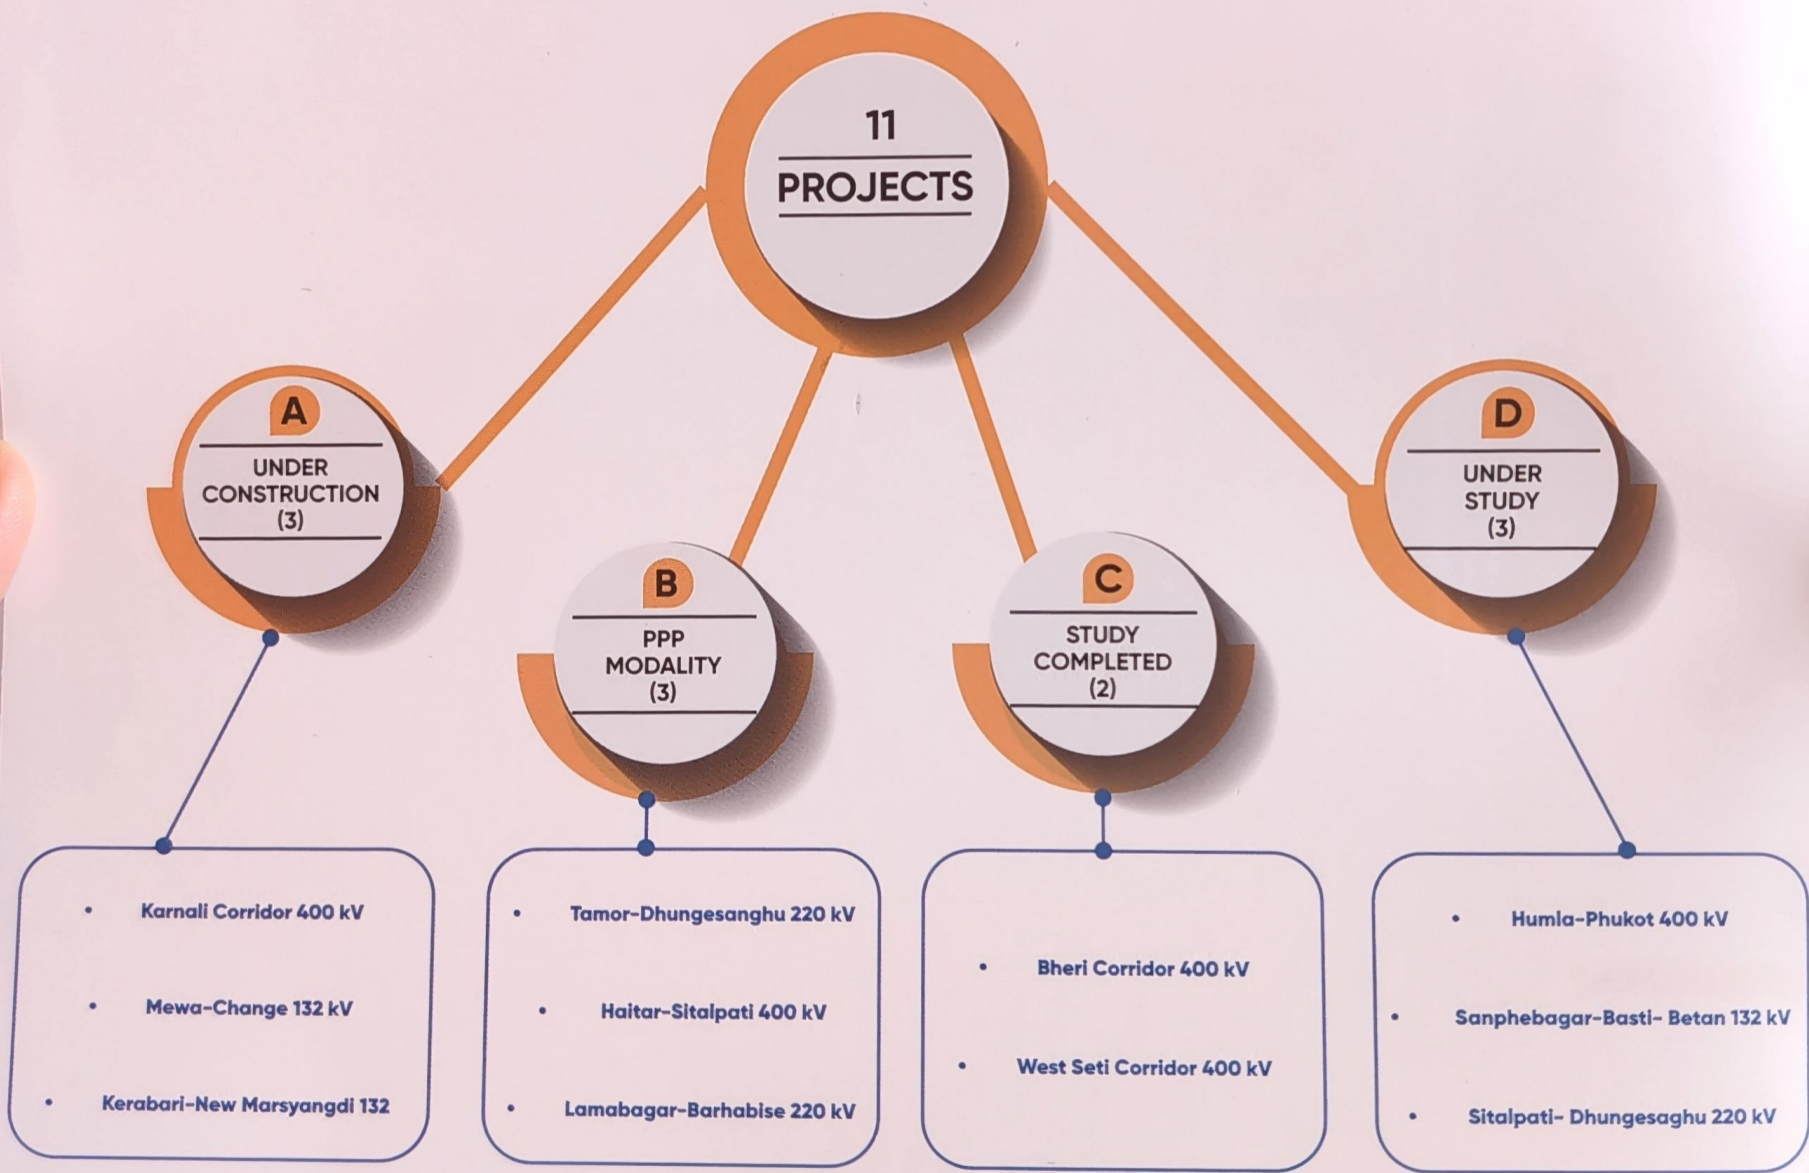 11
PROJECTS
A
UNDER
CONSTRUCTION
(3)
• Karnali Corridor 400 kV
• Mewa-Change 132 kV
• Kerabari-New Marsyangdi 132
B
PPP
MODALITY
(3)
• Tamor-Dhungesanghu 220 kV
• Haitar-Sitalpati 400 kV
• Lamabagar-Barhabise 220 kV
C
STUDY
COMPLETED
(2)
• Bheri Corridor 400 kV
• West Seti Corridor 400 kV
D
UNDER
STUDY
(3)
• Humla-Phukot 400 kV
• Sanphebagar-Basti- Betan 132 kV
• Sitalpati- Dhungesaghu 220 kV